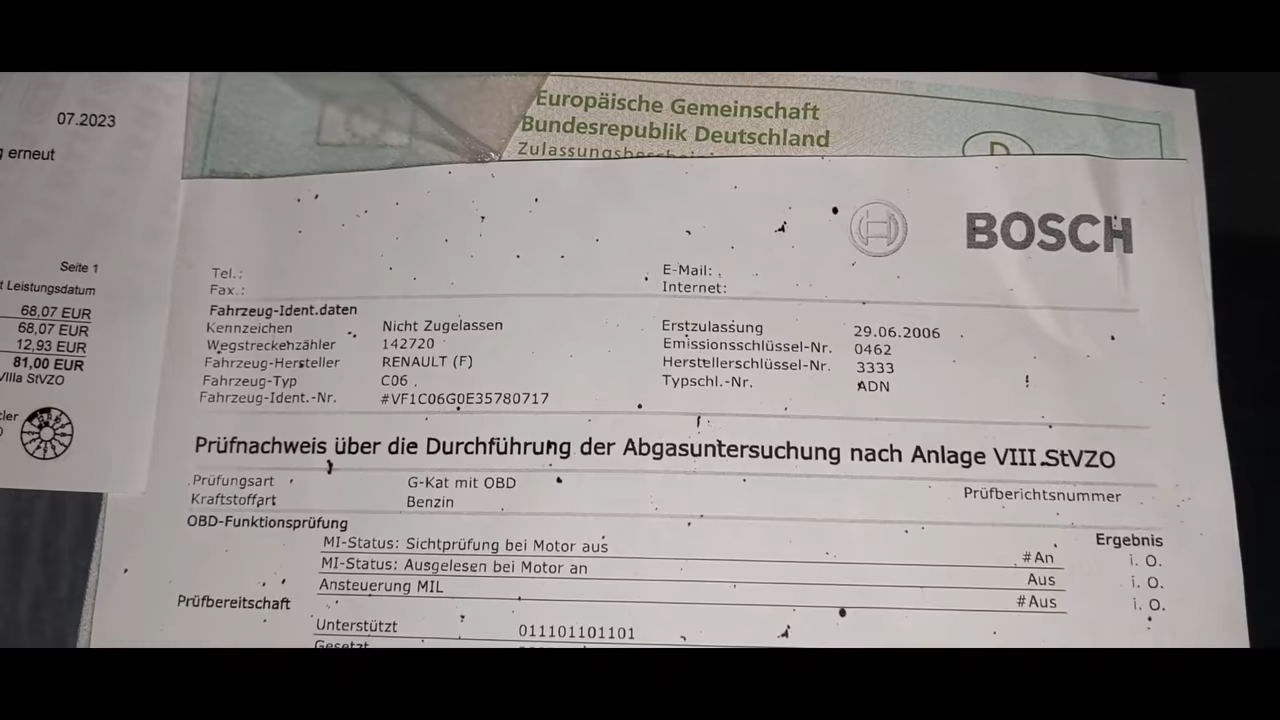 07.2023
erneut
Seite 1
Leistungsdatum
68,07 EUR
68,07 EUR
12,93 EUR
81,00 EUR
VIIIa StVZO
Europäische Gemeinschaft
Bundesrepublik Deutschland
D
BOSCH
Tel.:
Fax.:
E-Mail:
Internet:
Fahrzeug-Ident.daten
Kennzeichen Nicht Zugelassen Erstzulassung 29.06.2006
Wegstreckenzähler 142720 Emissionsschlüssel-Nr. 0462
Fahrzeug-Hersteller RENAULT (F) Herstellerschlüssel-Nr. 3333
Fahrzeug-Typ C06 Typschl.-Nr. ADN
Fahrzeug-Ident.-Nr. #VF1C06G0E35780717
Prüfnachweis über die Durchführung der Abgasuntersuchung nach Anlage VIII StVZO
Prüfungsart G-Kat mit OBD Prüfberichtsnummer
Kraftstoffart Benzin
OBD-Funktionsprüfung Ergebnis
MI-Status: Sichtprüfung bei Motor aus #An i. O.
MI-Status: Ausgelesen bei Motor an Aus i. O.
Ansteuerung MIL #Aus i. O.
Prüfbereitschaft
Unterstützt 011101101101
Gesetzt